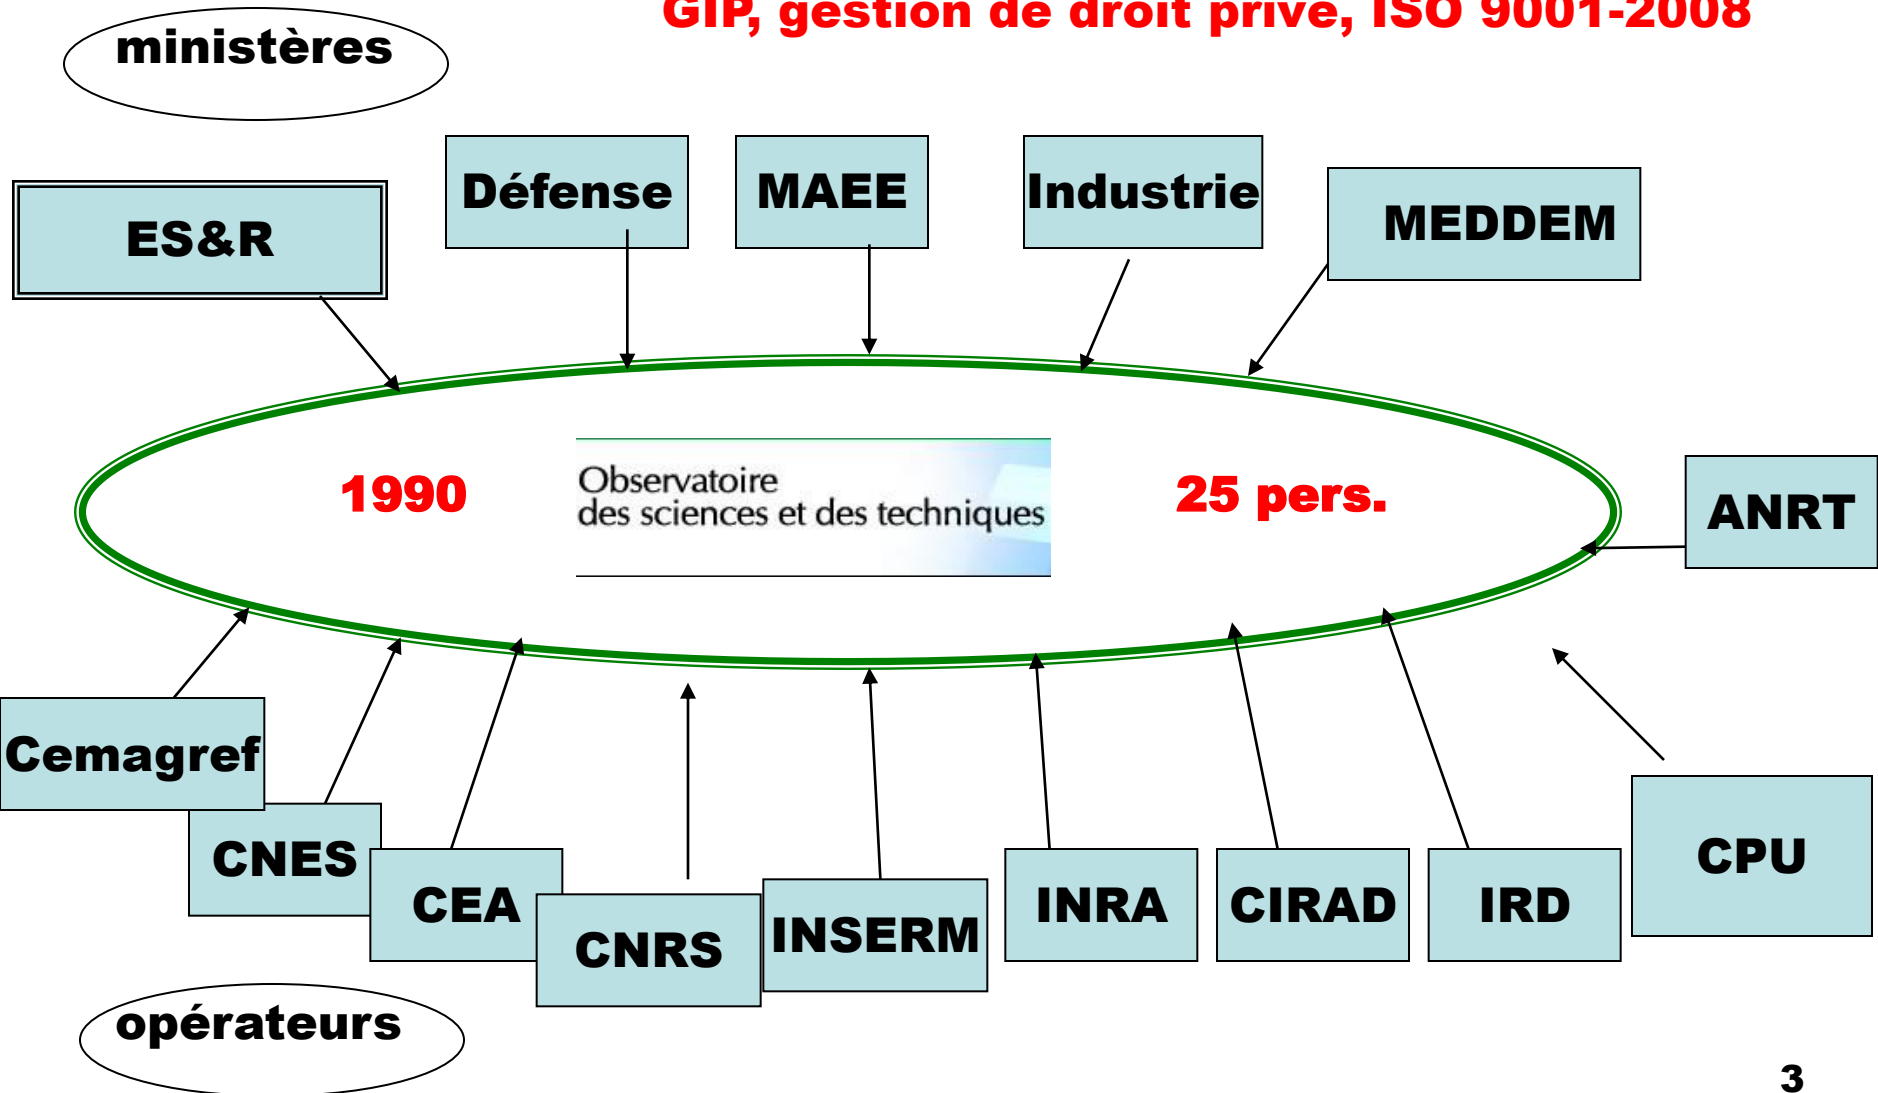 GIP, gestion de droit privé, ISO 9001-2008
ministères
Défense
MAEE
Industrie
MEDDEM
ES&R
1990
Observatoire
des sciences et des techniques
25 pers.
ANRT
Cemagref
CNES
CEA
CNRS
INSERM
INRA
CIRAD
IRD
CPU
opérateurs
3